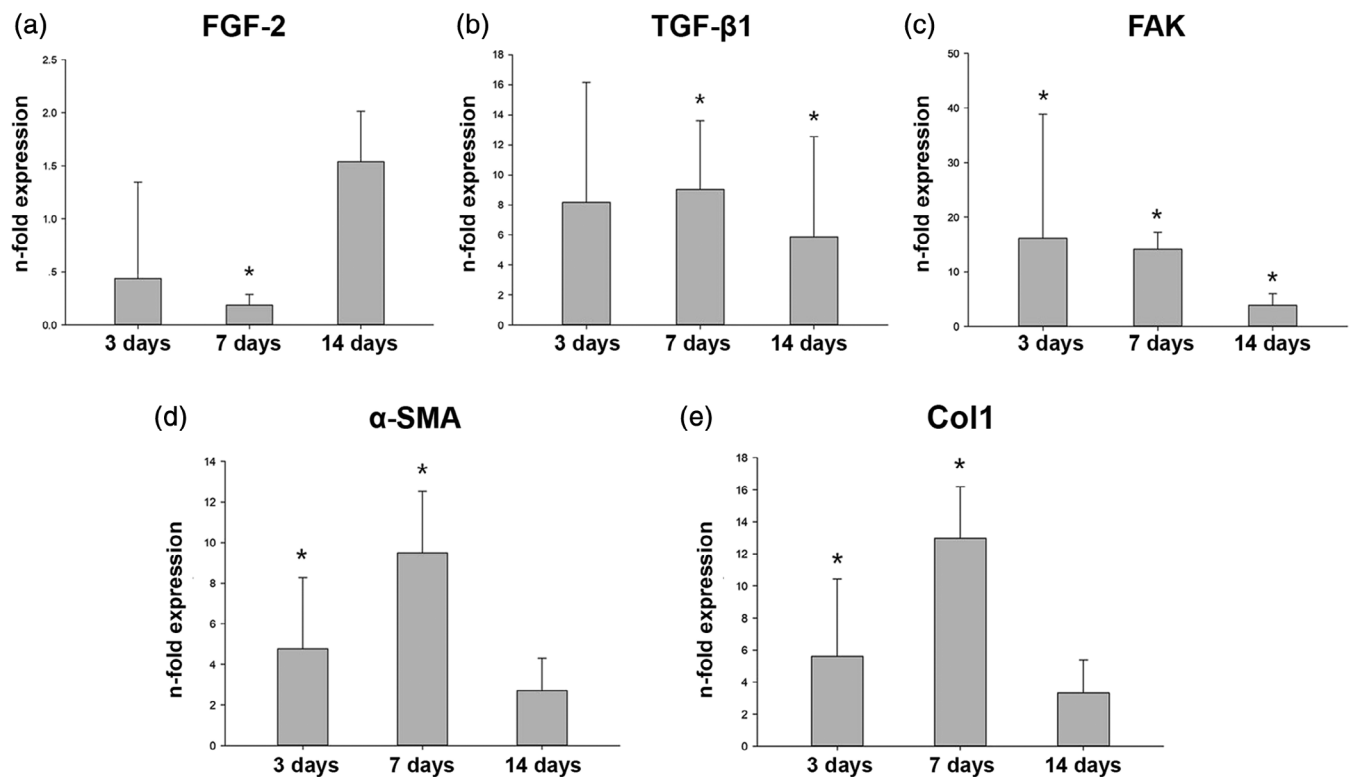 (a) FGF-2
n-fold expression
2.5
2.0
1.5
1.0
.5
0.0
*
3 days 7 days 14 days
(b) TGF-β1
n-fold expression
18
16
14
12
10
8
6
4
2
0
* *
3 days 7 days 14 days
(c) FAK
n-fold expression
50
40
30
20
10
0
* * *
3 days 7 days 14 days
(d) α-SMA
n-fold expression
14
12
10
8
6
4
2
0
* *
3 days 7 days 14 days
(e) Col1
n-fold expression
18
16
14
12
10
8
6
4
2
0
* *
3 days 7 days 14 days